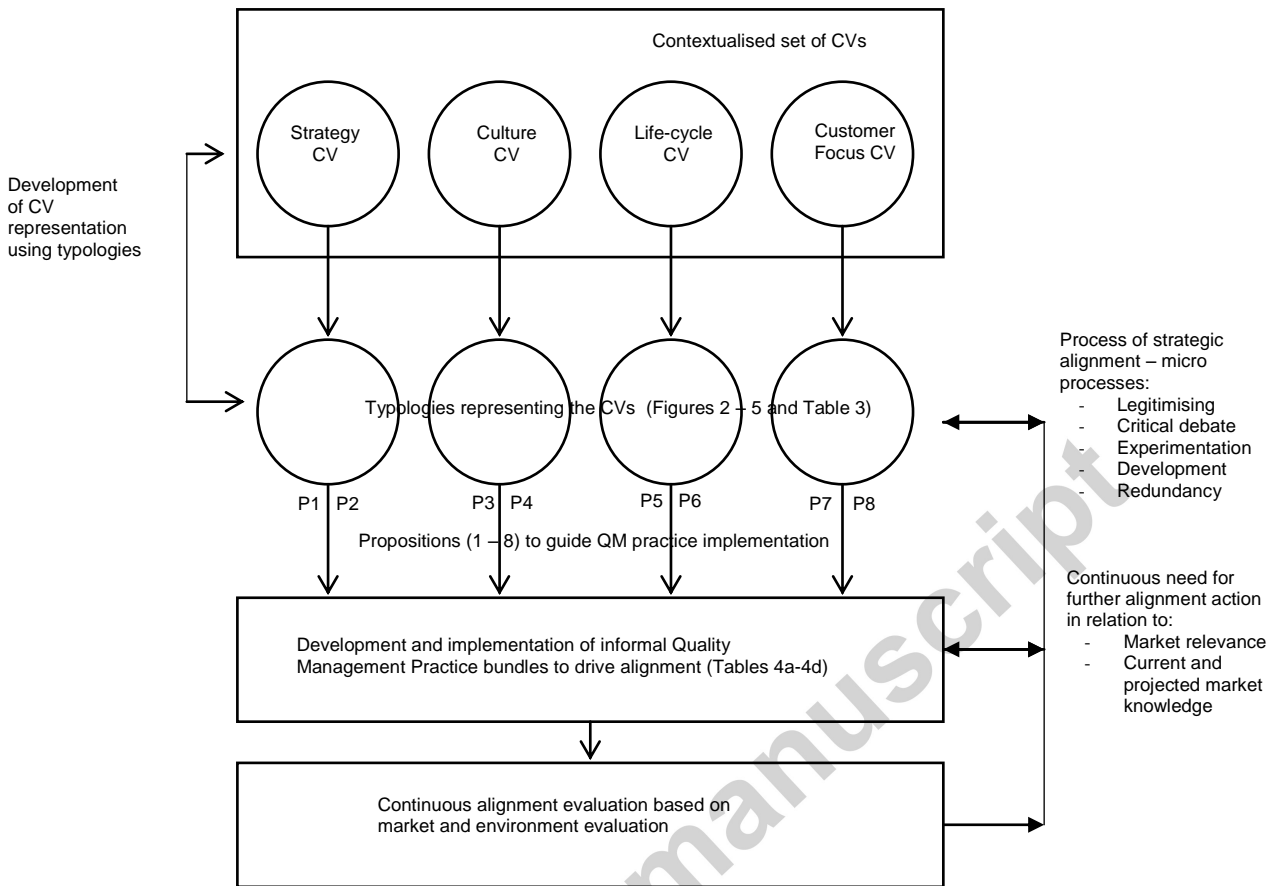 Contextualised set of CVs
Strategy
CV
Culture
CV
Life-cycle
CV
Customer
Focus CV
Development
of CV
representation
using typologies
Typologies representing the CVs (Figures 2 – 5 and Table 3)
Process of strategic
alignment – micro
processes:
- Legitimising
- Critical debate
- Experimentation
- Development
- Redundancy
P1 P2
P3 P4
P5 P6
P7 P8
Propositions (1 – 8) to guide QM practice implementation
Continuous need for
further alignment action
in relation to:
- Market relevance
- Current and
projected market
knowledge
Development and implementation of informal Quality
Management Practice bundles to drive alignment (Tables 4a-4d)
Continuous alignment evaluation based on
market and environment evaluation
manuscript